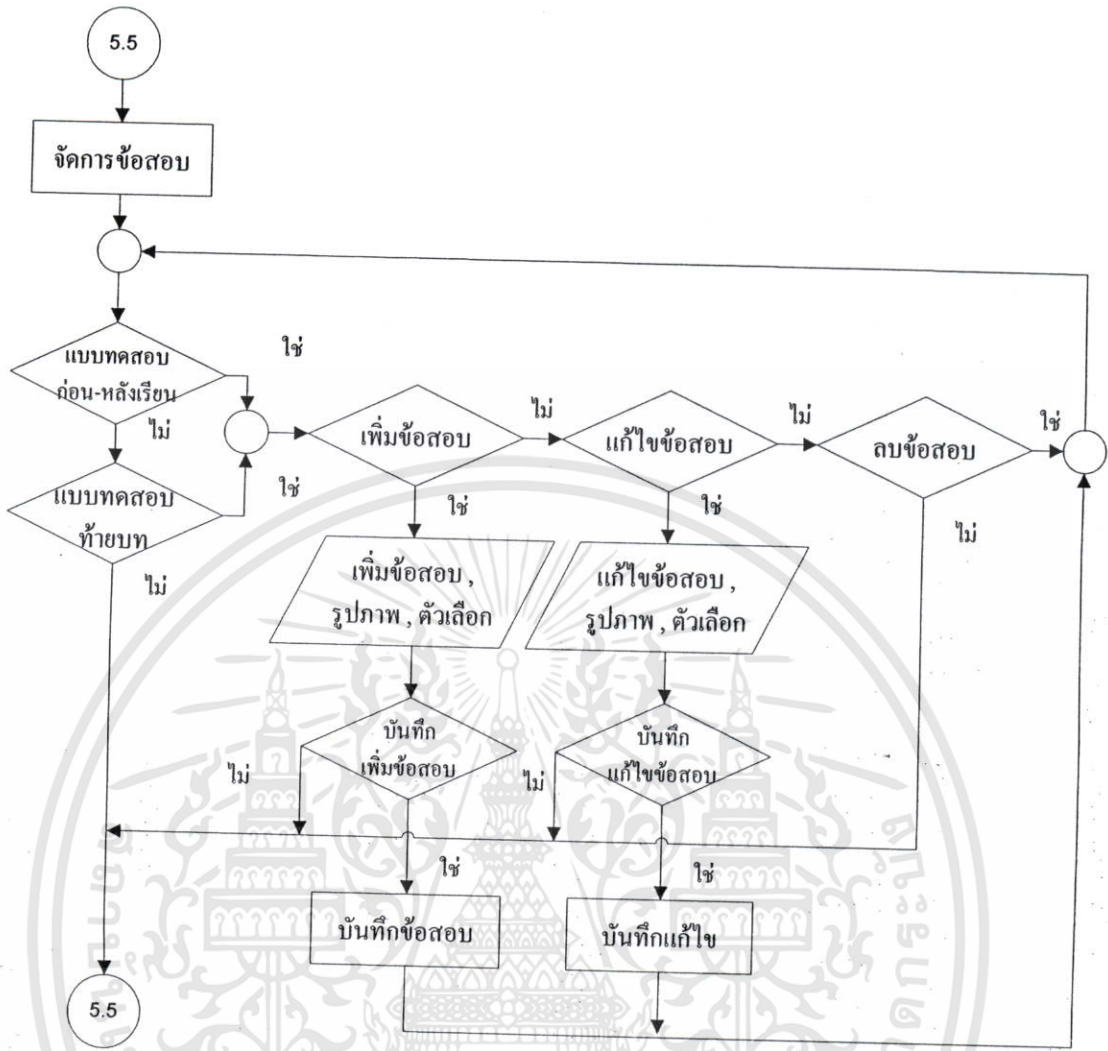 5.5
จัดการข้อสอบ
แบบทดสอบ
ก่อน-หลังเรียน
ใช่
ไม่
แบบทดสอบ
ท้ายบท
ใช่
ไม่
เพิ่มข้อสอบ
ไม่
แก้ไขข้อสอบ
ไม่
ลบข้อสอบ
ใช่
ใช่
ใช่
ไม่
เพิ่มข้อสอบ ,
รูปภาพ , ตัวเลือก
แก้ไขข้อสอบ ,
รูปภาพ , ตัวเลือก
บันทึก
เพิ่มข้อสอบ
ไม่
บันทึก
แก้ไขข้อสอบ
ไม่
ใช่
ใช่
บันทึกข้อสอบ
บันทึกแก้ไข
5.5